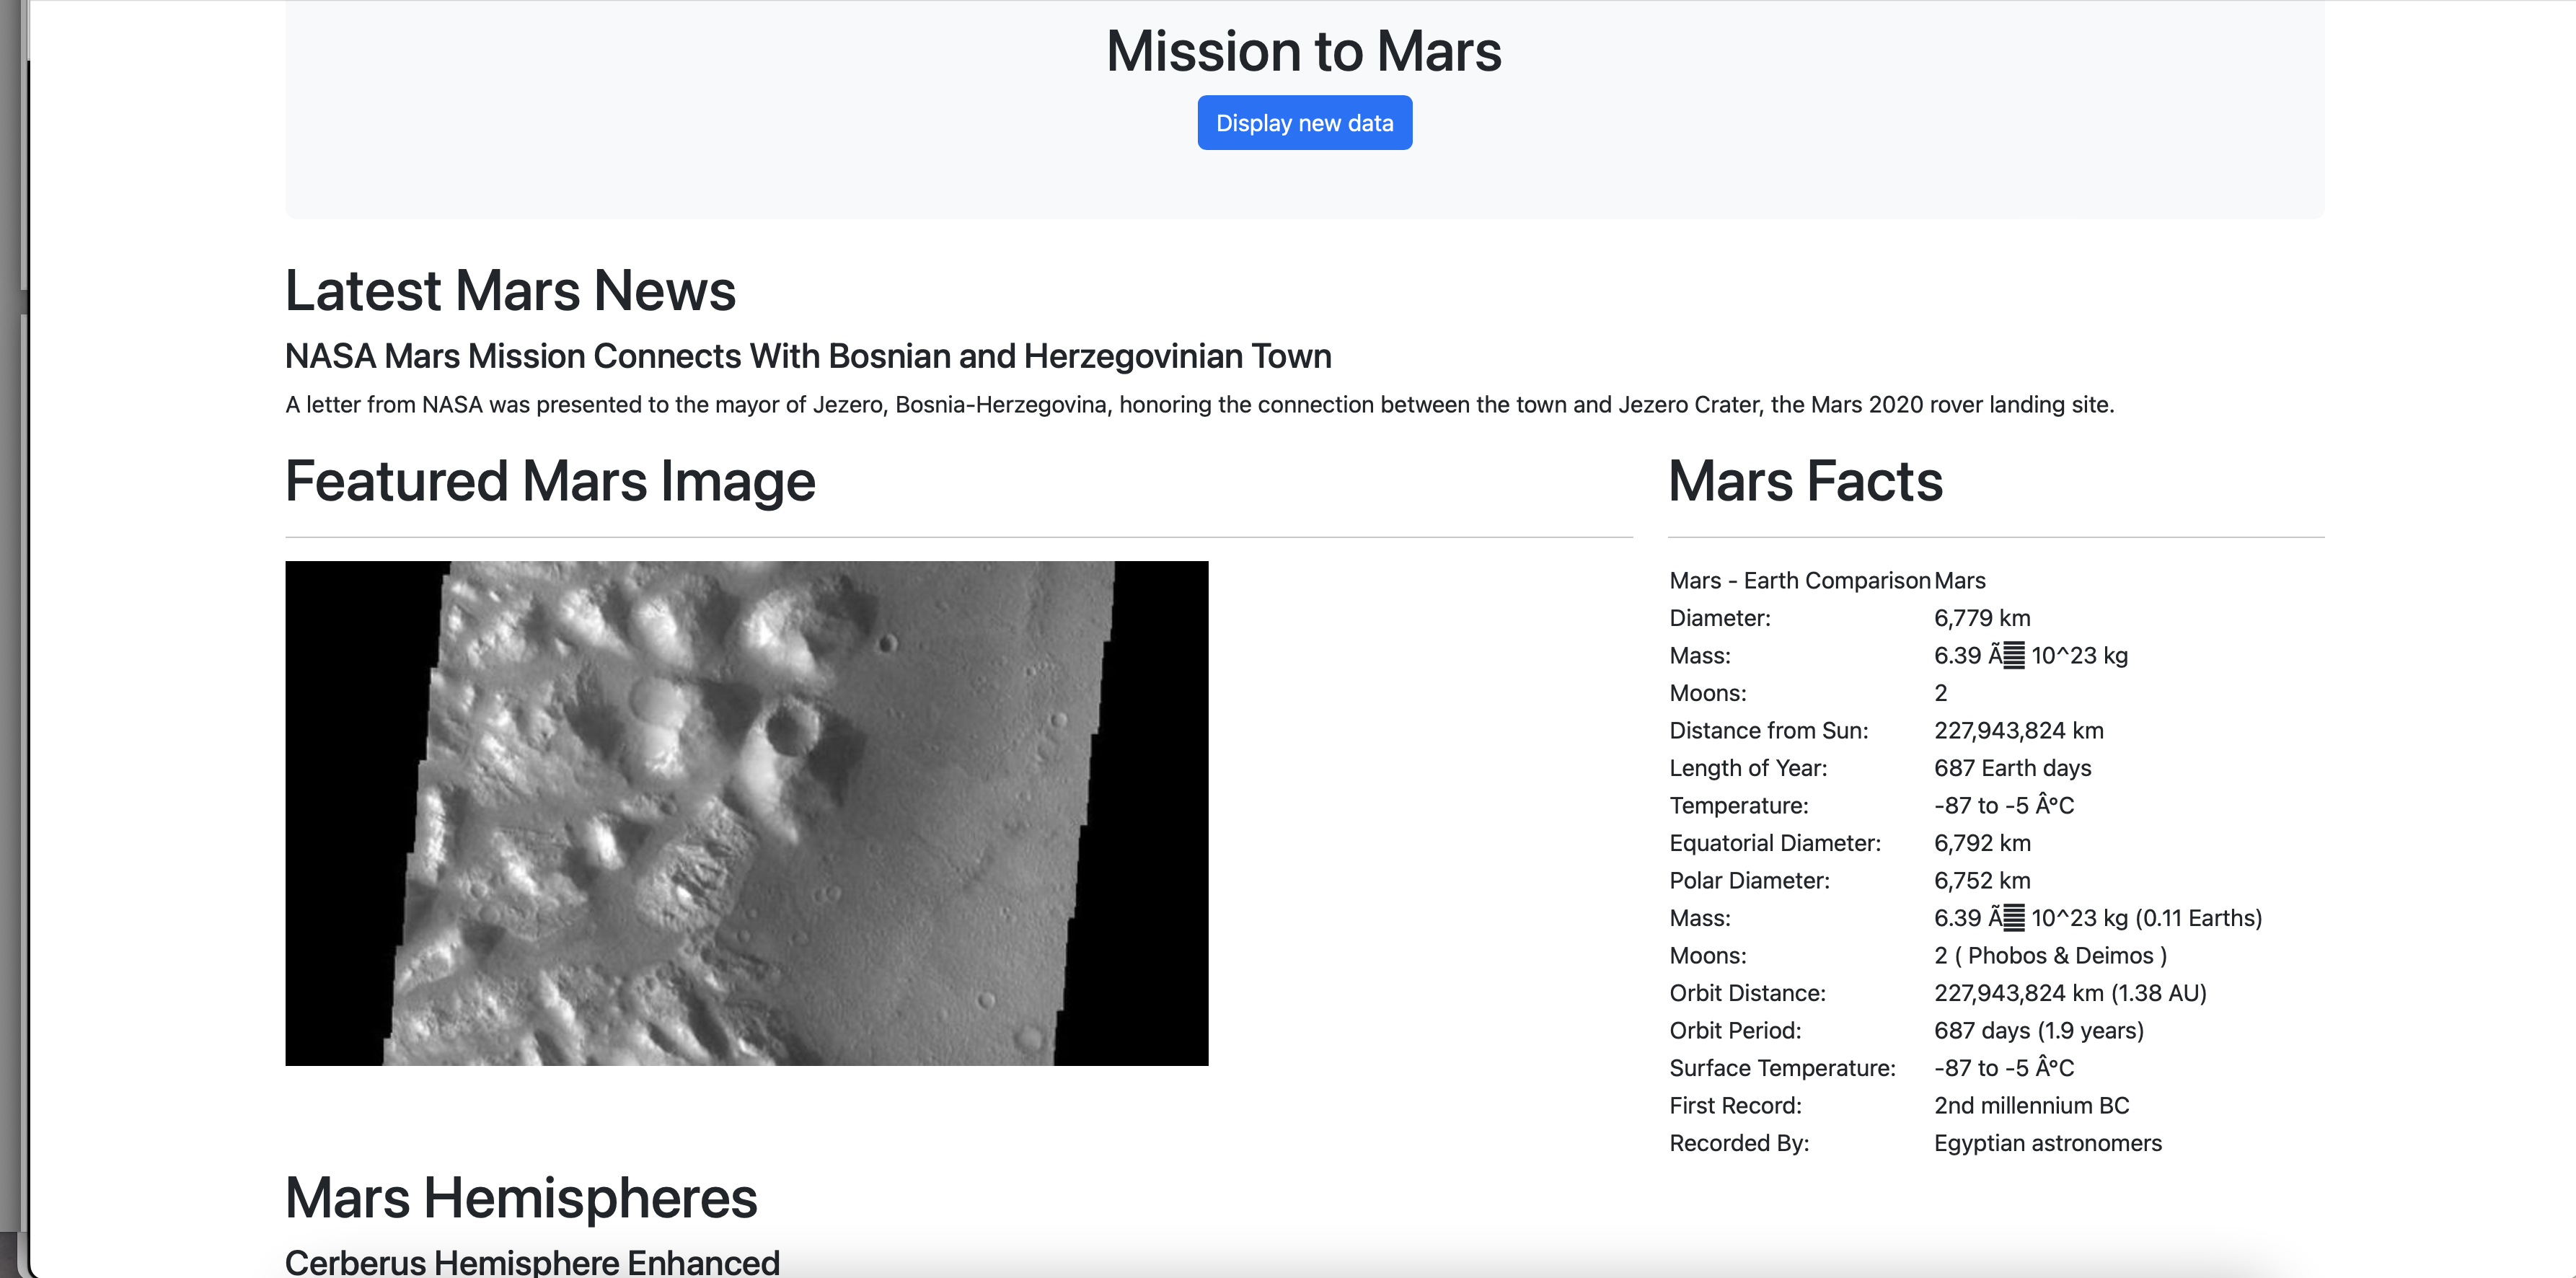 Mission to Mars
Display new data
Latest Mars News
NASA Mars Mission Connects With Bosnian and Herzegovinian Town
A letter from NASA was presented to the mayor of Jezero, Bosnia-Herzegovina, honoring the connection between the town and Jezero Crater, the Mars 2020 rover landing site.
Featured Mars Image
Mars Facts
Mars - Earth Comparison Mars
Diameter: 6,779 km
Mass: 6.39 Ã▤ 10^23 kg
Moons: 2
Distance from Sun: 227,943,824 km
Length of Year: 687 Earth days
Temperature: -87 to -5 Â°C
Equatorial Diameter: 6,792 km
Polar Diameter: 6,752 km
Mass: 6.39 Ã▤ 10^23 kg (0.11 Earths)
Moons: 2 ( Phobos & Deimos )
Orbit Distance: 227,943,824 km (1.38 AU)
Orbit Period: 687 days (1.9 years)
Surface Temperature: -87 to -5 Â°C
First Record: 2nd millennium BC
Recorded By: Egyptian astronomers
Mars Hemispheres
Cerberus Hemisphere Enhanced